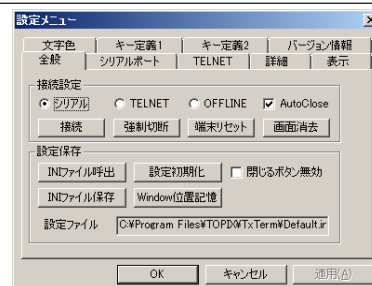 設定メニュー
文字色 キー定義1 キー定義2 バージョン情報
全般 シリアルポート TELNET 詳細 表示
接続設定
シリアル TELNET OFFLINE AutoClose
接続 強制切断 端末リセット 画面消去
設定保存
INIファイル呼出 設定初期化 閉じるボタン無効
INIファイル保存 Window位置記憶
設定ファイル C:¥Program Files¥TOPIX¥TxTerm¥Default.ir
OK キャンセル 適用(A)